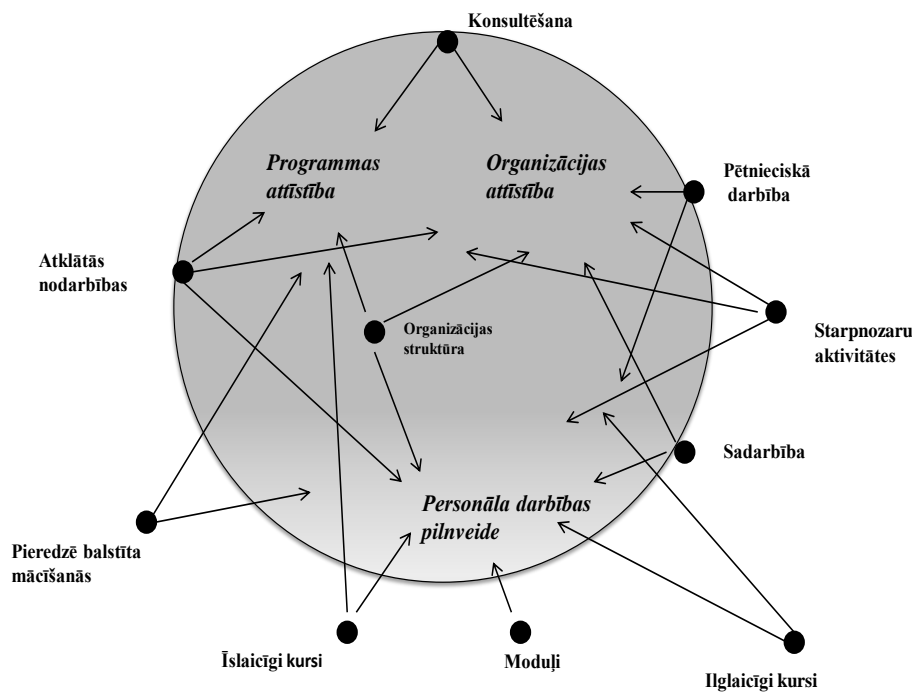 Konsultēšana
Programmas
attīstība
Organizācijas
attīstība
Pētnieciskā
darbība
Atklātās
nodarbības
Organizācijas
struktūra
Starpnozaru
aktivitātes
Sadarbība
Personāla darbības
pilnveide
Pieredzē balstīta
mācīšanās
Īslaicīgi kursi
Moduļi
Ilglaicīgi kursi